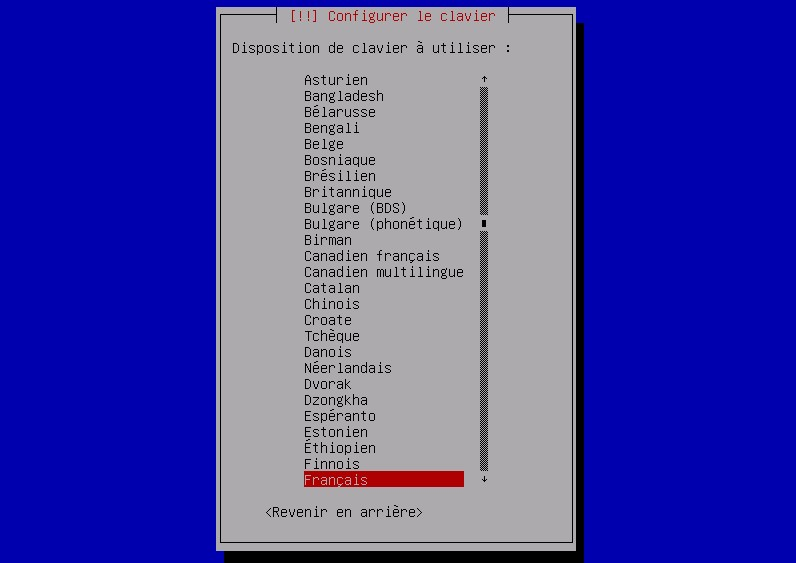 [!!] Configurer le clavier
Disposition de clavier à utiliser :
Asturien
Bangladesh
Bélarusse
Bengali
Belge
Bosniaque
Brésilien
Britannique
Bulgare (BDS)
Bulgare (phonétique)
Birman
Canadien français
Canadien multilingue
Catalan
Chinois
Croate
Tchèque
Danois
Néerlandais
Dvorak
Dzongkha
Espéranto
Estonien
Éthiopien
Finnois
Français
<Revenir en arrière>